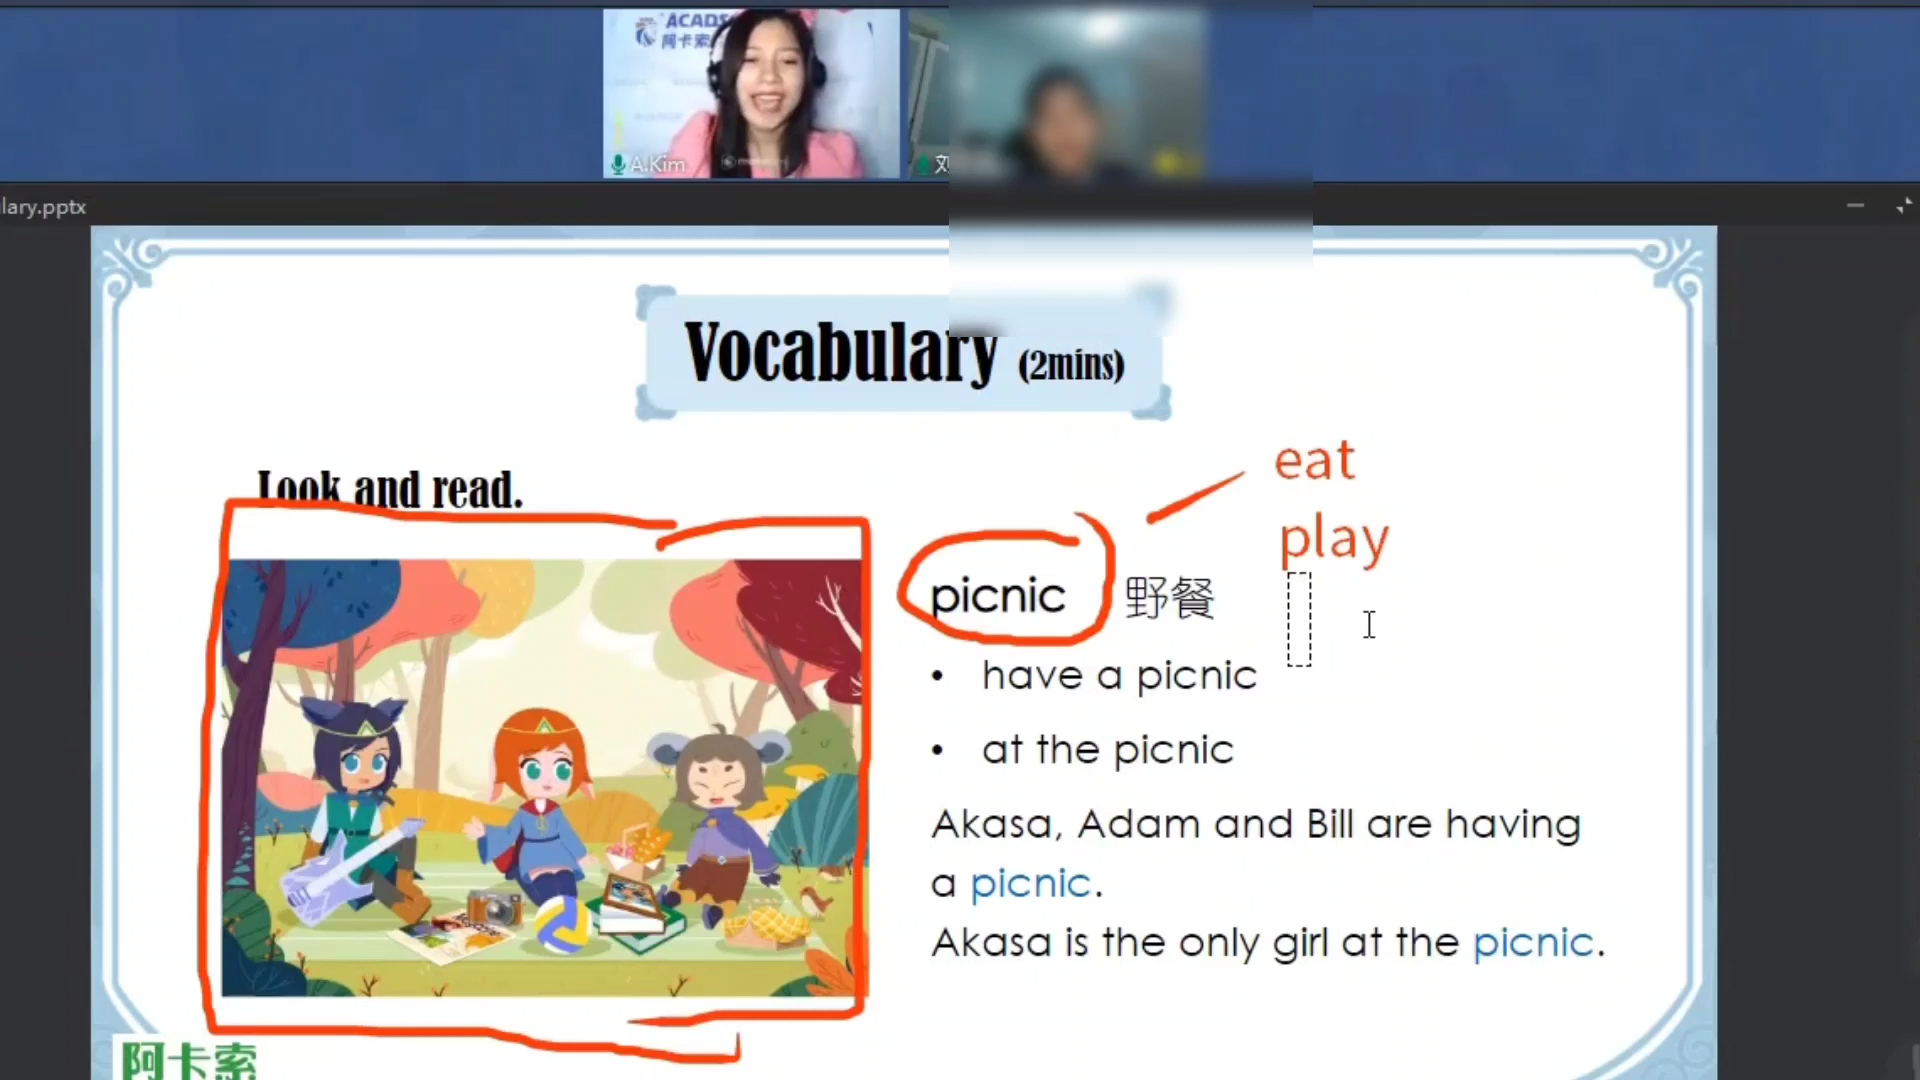 ACADS
阿卡索
A.Kim
刘
lary.pptx
Vocabulary (2mins)
Look and read.
eat
play
picnic 野餐
• have a picnic
• at the picnic
Akasa, Adam and Bill are having
a picnic.
Akasa is the only girl at the picnic.
阿卡索